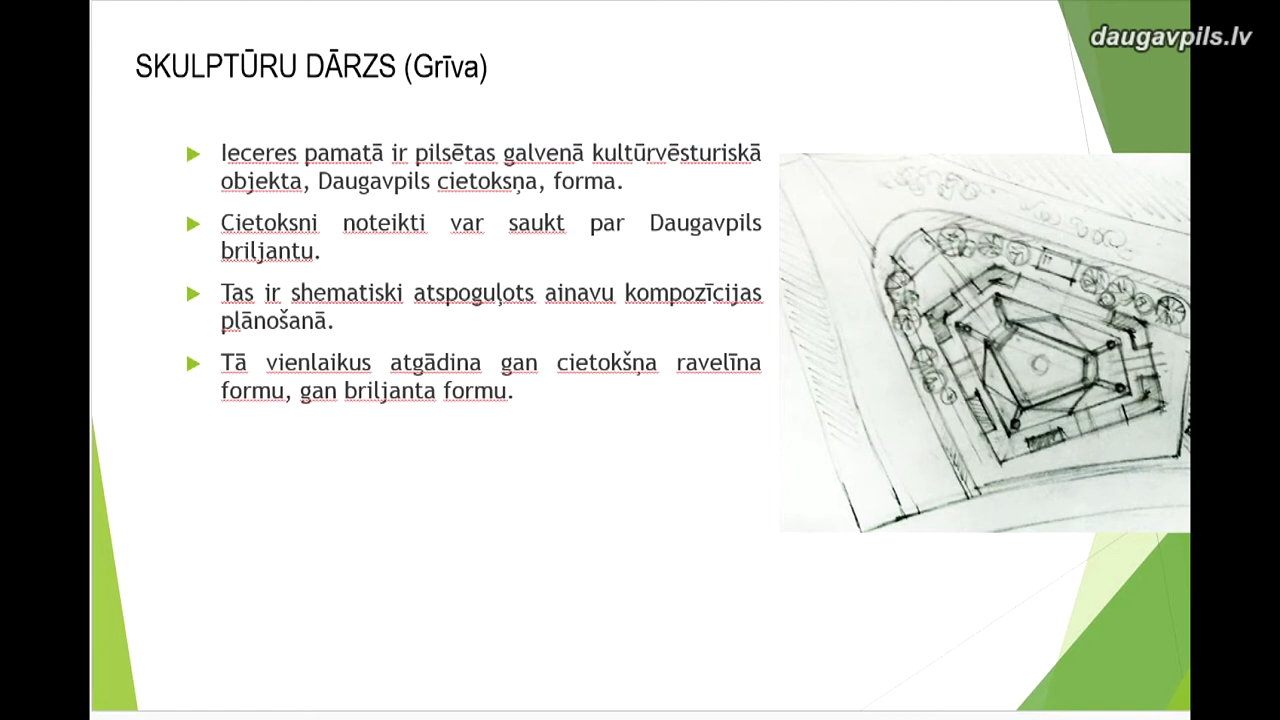 daugavpils.lv
SKULPTŪRU DĀRZS (Grīva)
Ieceres pamatā ir pilsētas galvenā kultūrvēsturiskā
objekta, Daugavpils cietoksņa, forma.
Cietoksni noteikti var saukt par Daugavpils
briljantu.
Tas ir shematiski atspoguļots ainavu kompozīcijas
plānošanā.
Tā vienlaikus atgādina gan cietokšņa ravelīna
formu, gan briljanta formu.